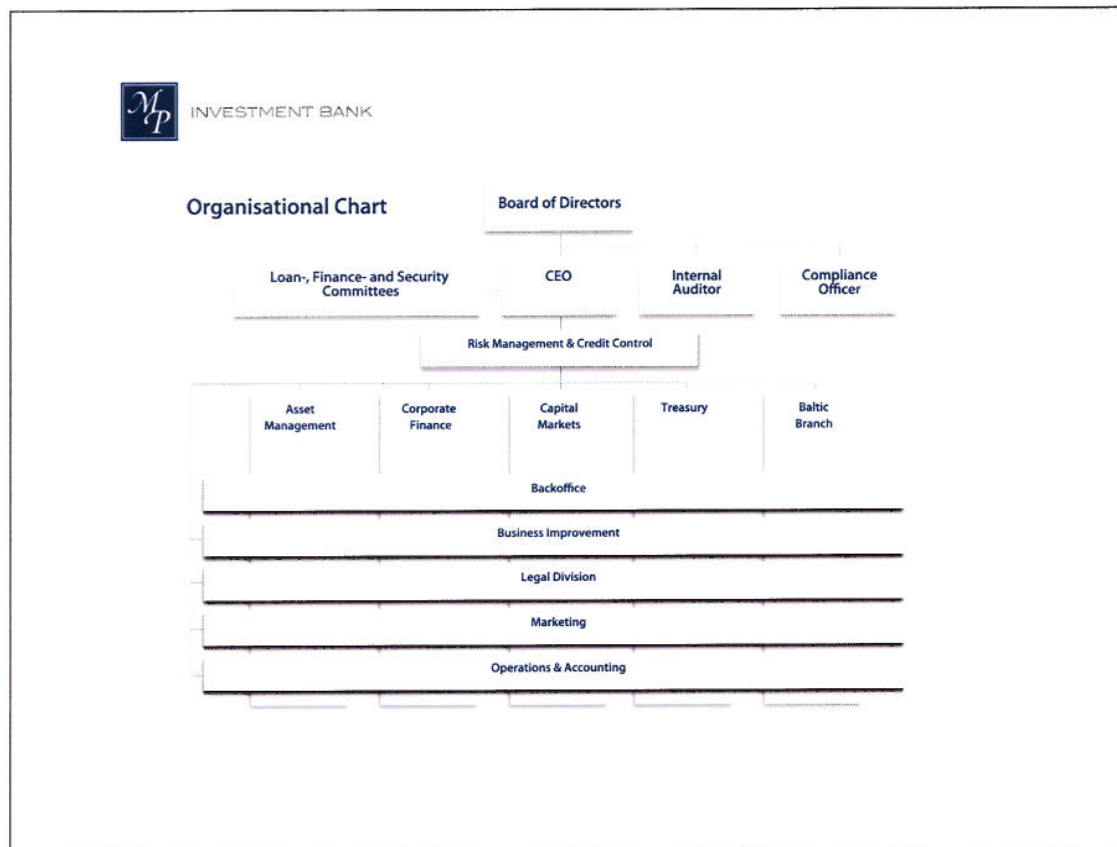 MP INVESTMENT BANK
Organisational Chart
Board of Directors
Loan-, Finance- and Security
Committees
CEO
Internal
Auditor
Compliance
Officer
Risk Management & Credit Control
Asset
Management
Corporate
Finance
Capital
Markets
Treasury
Baltic
Branch
Backoffice
Business Improvement
Legal Division
Marketing
Operations & Accounting